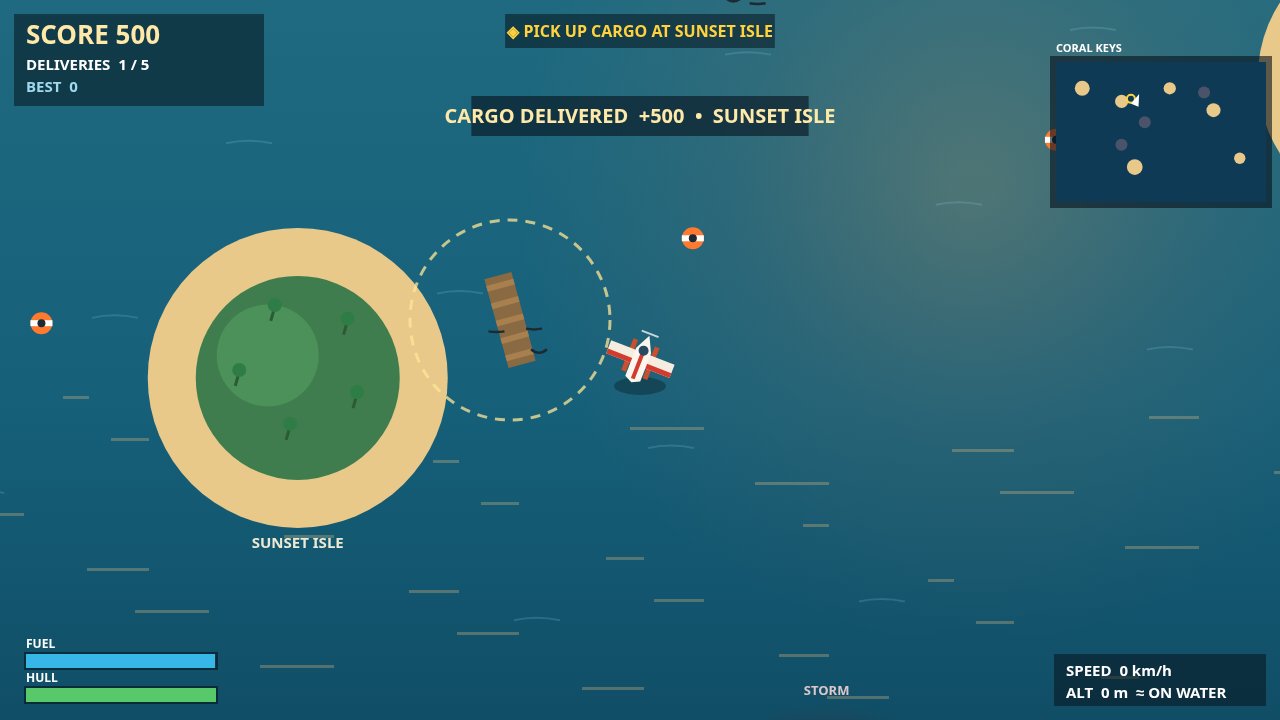 SCORE 500
DELIVERIES 1 / 5
BEST 0
◈ PICK UP CARGO AT SUNSET ISLE
CARGO DELIVERED +500 • SUNSET ISLE
CORAL KEYS
SUNSET ISLE
FUEL
HULL
STORM
SPEED 0 km/h
ALT 0 m ≈ ON WATER